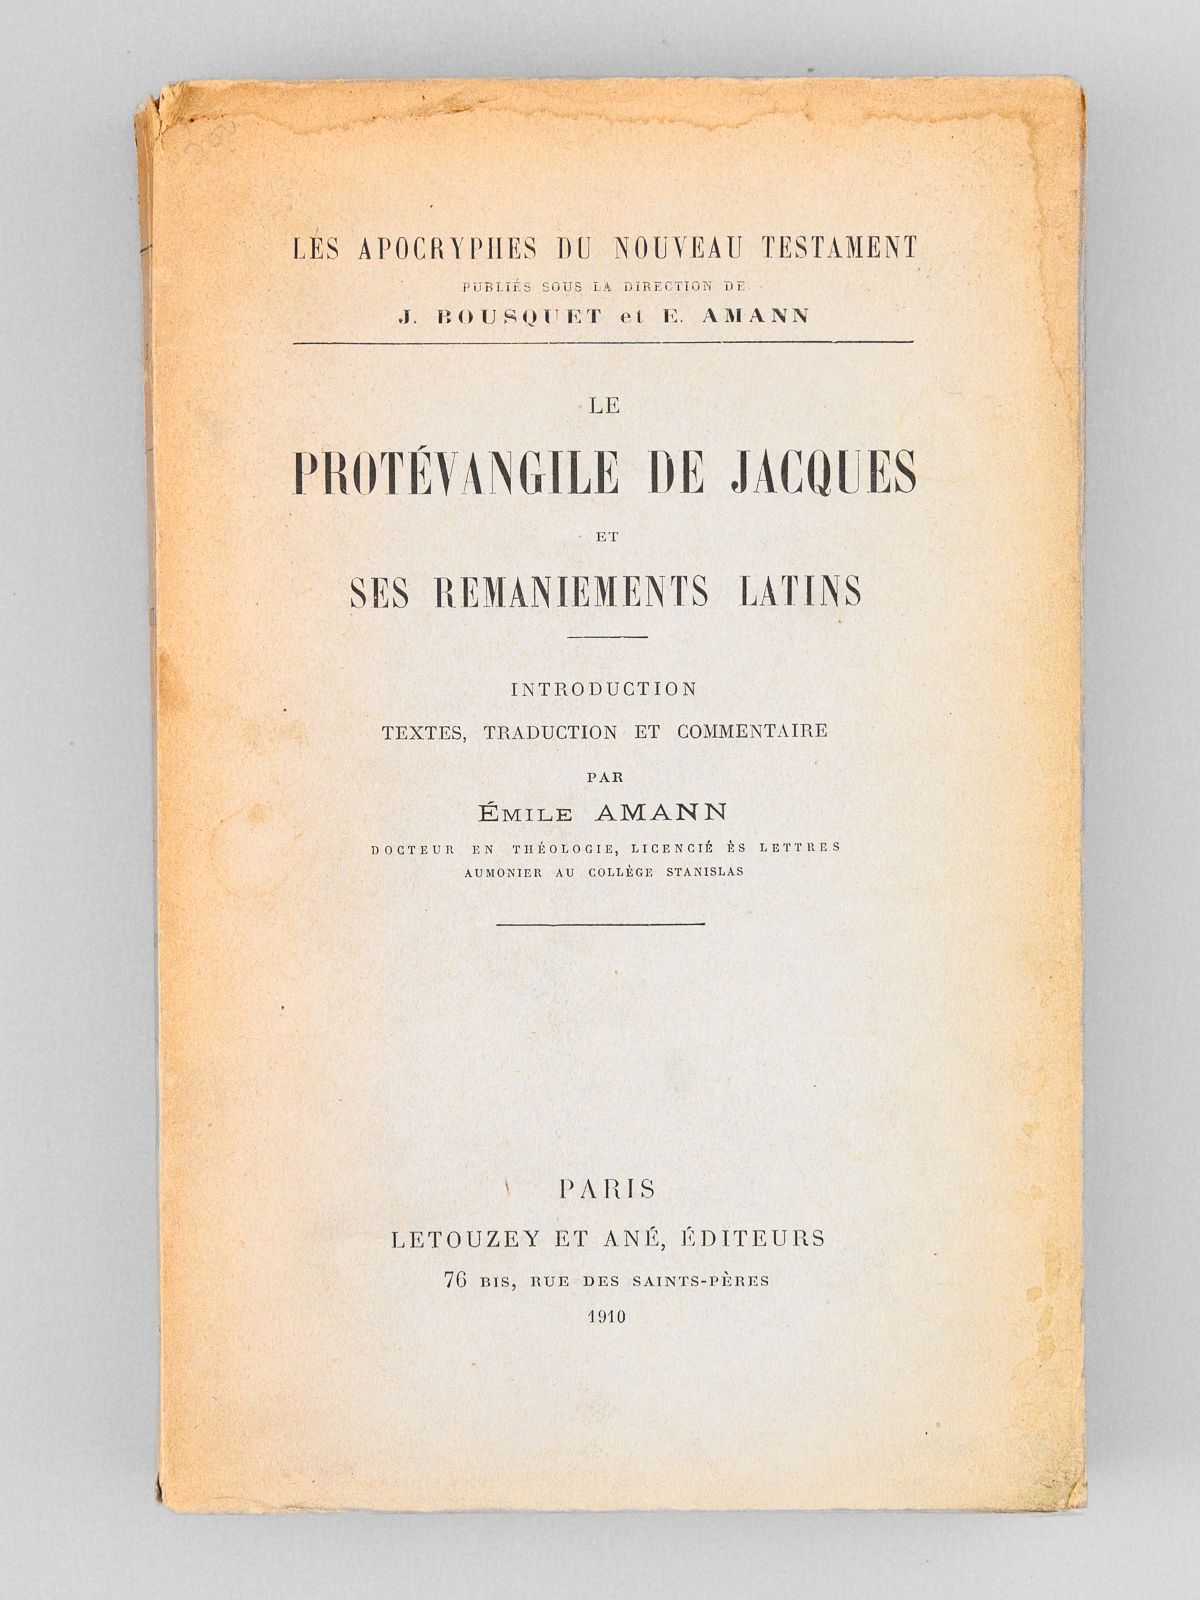 LES APOCRYPHES DU NOUVEAU TESTAMENT
PUBLIÉS SOUS LA DIRECTION DE
J. BOUSQUET et E. AMANN
LE
PROTÉVANGILE DE JACQUES
ET
SES REMANIEMENTS LATINS
INTRODUCTION
TEXTES, TRADUCTION ET COMMENTAIRE
PAR
ÉMILE AMANN
DOCTEUR EN THÉOLOGIE, LICENCIÉ ÈS LETTRES
AUMONIER AU COLLÈGE STANISLAS
PARIS
LETOUZEY ET ANÉ, ÉDITEURS
76 BIS, RUE DES SAINTS-PÈRES
1910